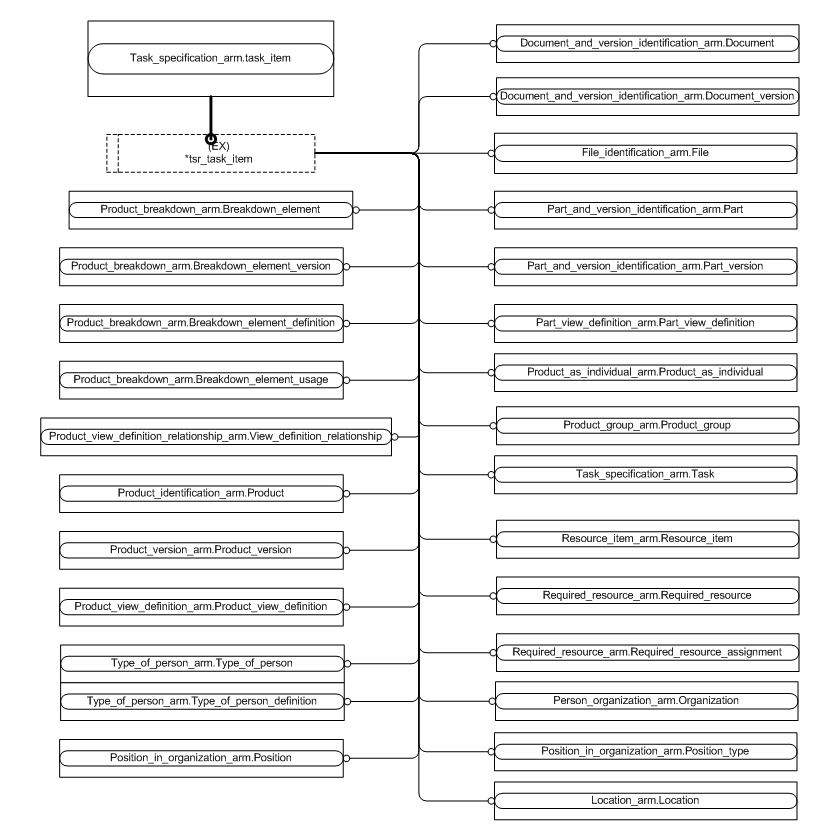 Task_specification_arm.task_item
(EX)
*tsr_task_item
Product_breakdown_arm.Breakdown_element
Product_breakdown_arm.Breakdown_element_version
Product_breakdown_arm.Breakdown_element_definition
Product_breakdown_arm.Breakdown_element_usage
Product_view_definition_relationship_arm.View_definition_relationship
Product_identification_arm.Product
Product_version_arm.Product_version
Product_view_definition_arm.Product_view_definition
Type_of_person_arm.Type_of_person
Type_of_person_arm.Type_of_person_definition
Position_in_organization_arm.Position
Document_and_version_identification_arm.Document
Document_and_version_identification_arm.Document_version
File_identification_arm.File
Part_and_version_identification_arm.Part
Part_and_version_identification_arm.Part_version
Part_view_definition_arm.Part_view_definition
Product_as_individual_arm.Product_as_individual
Product_group_arm.Product_group
Task_specification_arm.Task
Resource_item_arm.Resource_item
Required_resource_arm.Required_resource
Required_resource_arm.Required_resource_assignment
Person_organization_arm.Organization
Position_in_organization_arm.Position_type
Location_arm.Location